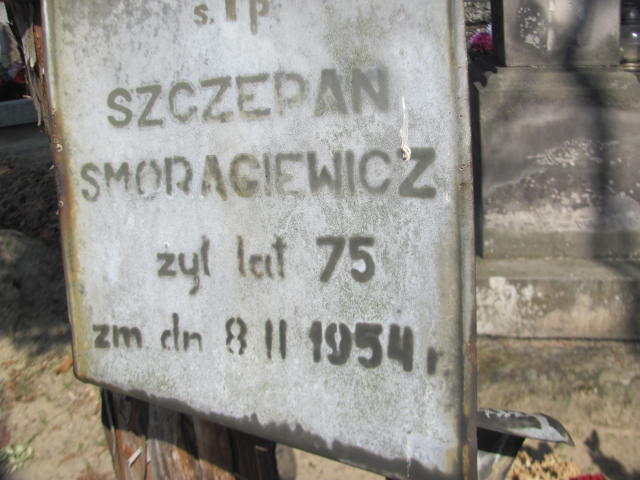 ś. † p
SZCZEPAN
SMORAGIEWICZ
żył lat 75
zm. dn 8 II 1954 r.